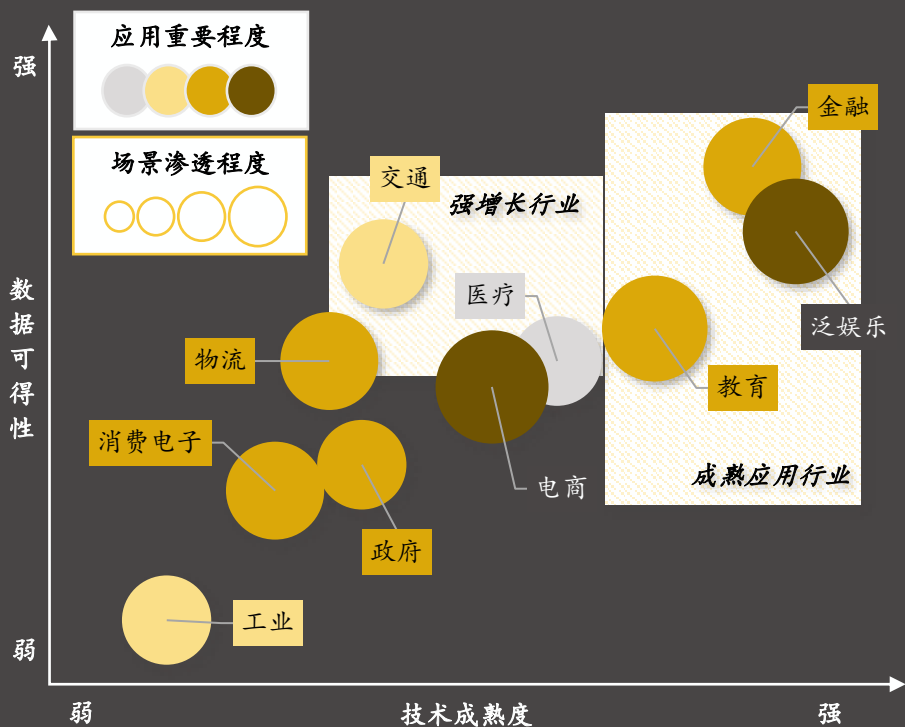 应用重要程度
场景渗透程度
强
数据可得性
弱
弱
技术成熟度
强
金融
交通
强增长行业
医疗
泛娱乐
物流
教育
消费电子
成熟应用行业
电商
政府
工业